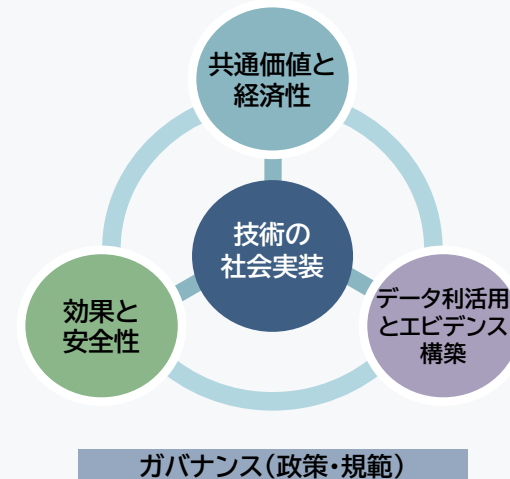 共通価値と
経済性
技術の
社会実装
効果と
安全性
データ利活用
とエビデンス
構築
ガバナンス(政策・規範)